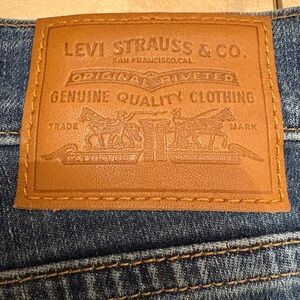 LEVI STRAUSS & CO.
SAN FRANCISCO, CAL.
ORIGINAL RIVETED
GENUINE QUALITY CLOTHING
TRADE MARK